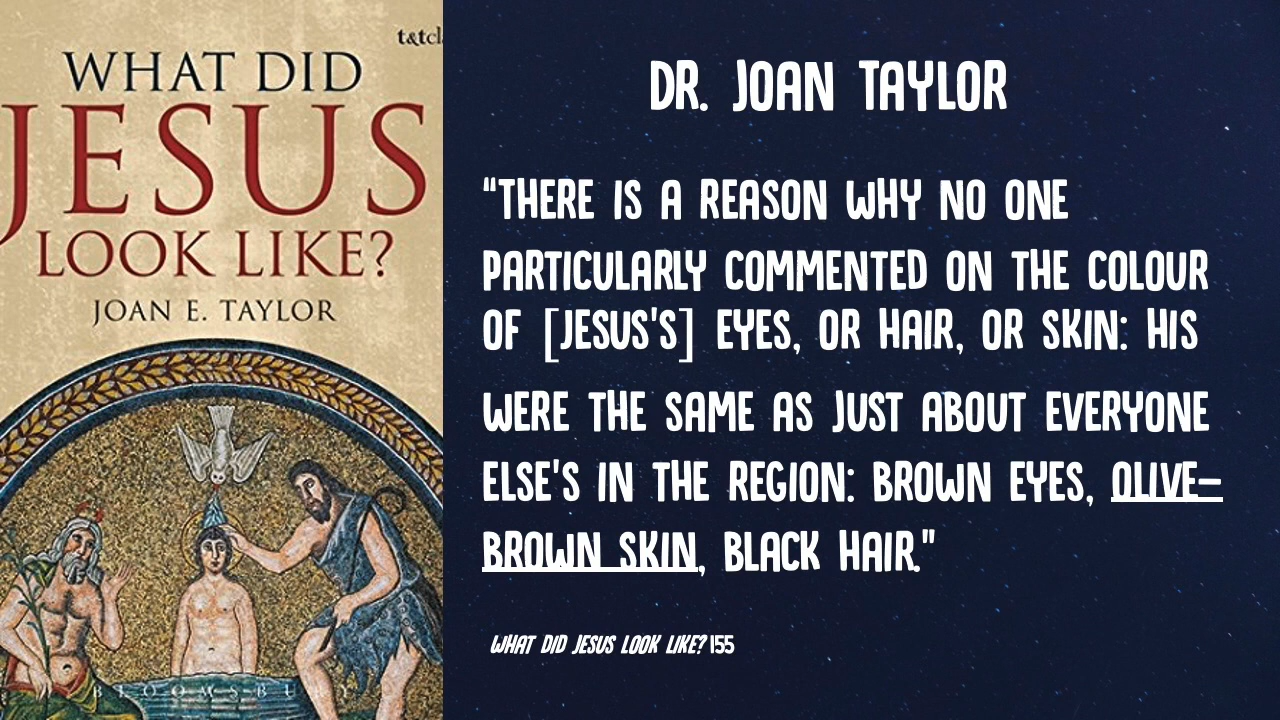 t&tcl
WHAT DID
JESUS
LOOK LIKE?
JOAN E. TAYLOR
BLOOMSBURY
DR. JOAN TAYLOR
"THERE IS A REASON WHY NO ONE
PARTICULARLY COMMENTED ON THE COLOUR
OF [JESUS'S] EYES, OR HAIR, OR SKIN: HIS
WERE THE SAME AS JUST ABOUT EVERYONE
ELSE'S IN THE REGION: BROWN EYES, OLIVE-
BROWN SKIN, BLACK HAIR."
WHAT DID JESUS LOOK LIKE? 155